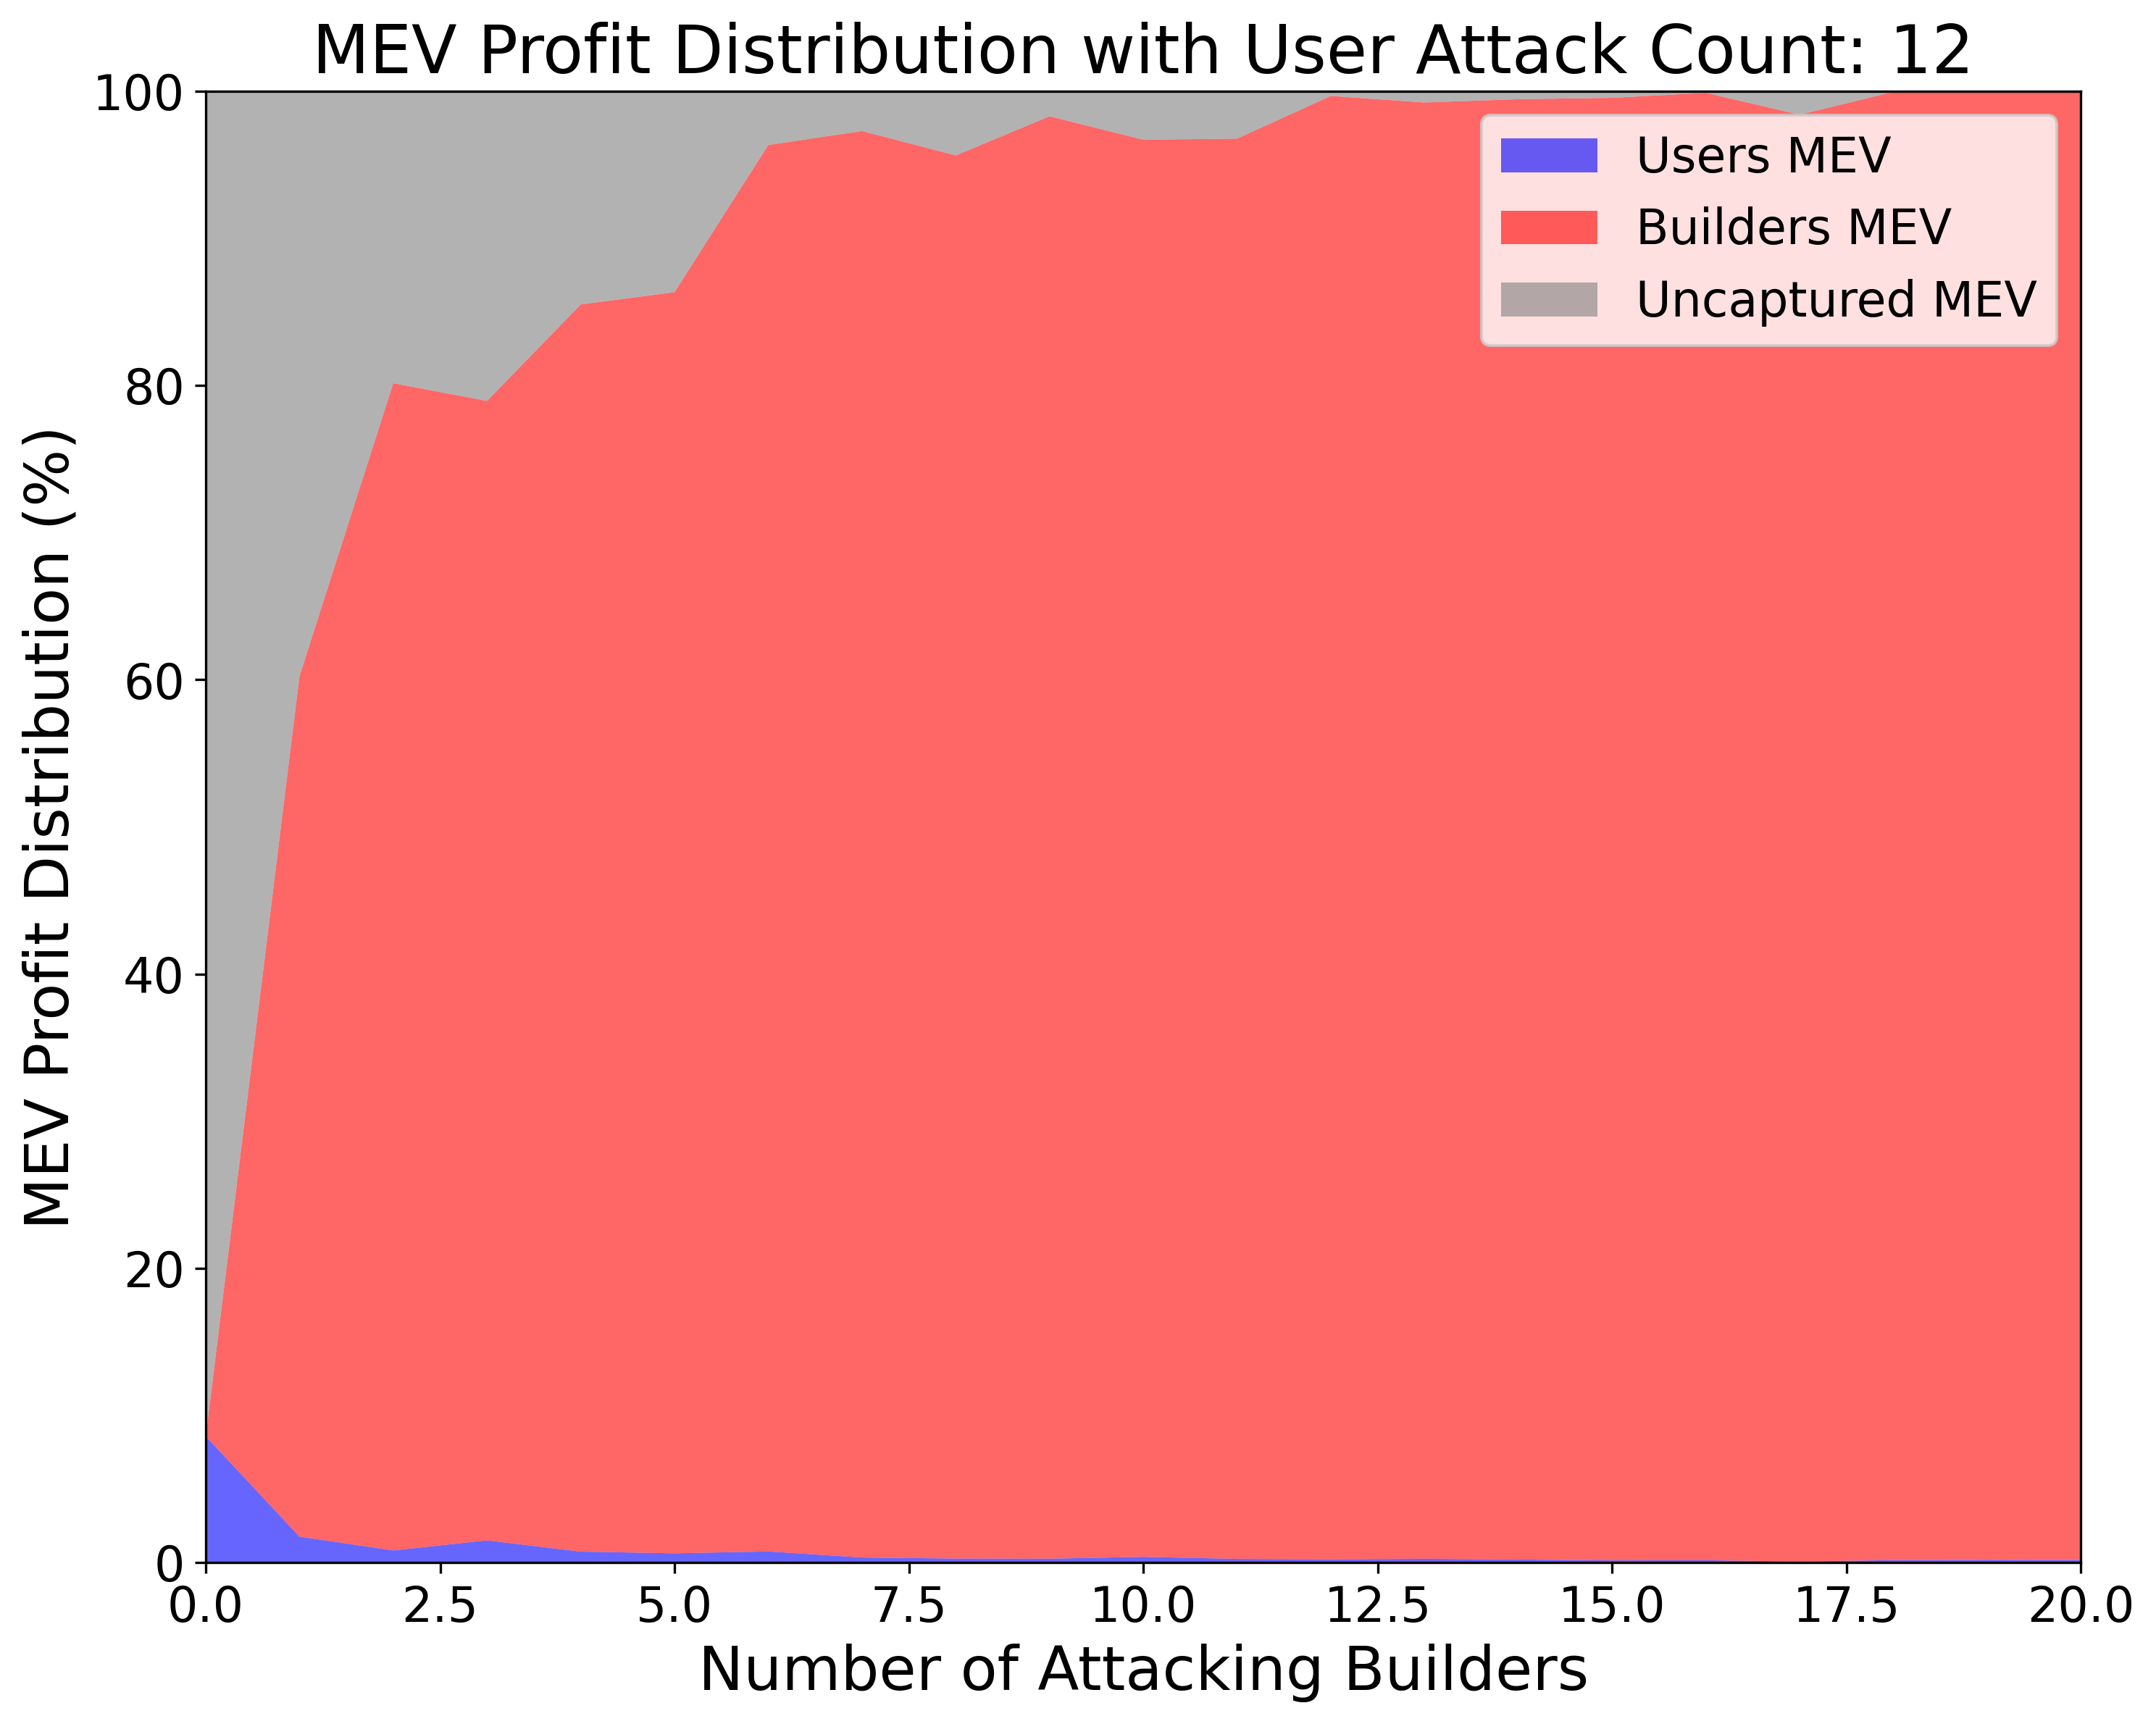 MEV Profit Distribution with User Attack Count: 12
MEV Profit Distribution (%)
100
80
60
40
20
0
Users MEV
Builders MEV
Uncaptured MEV
0.0 2.5 5.0 7.5 10.0 12.5 15.0 17.5 20.0
Number of Attacking Builders